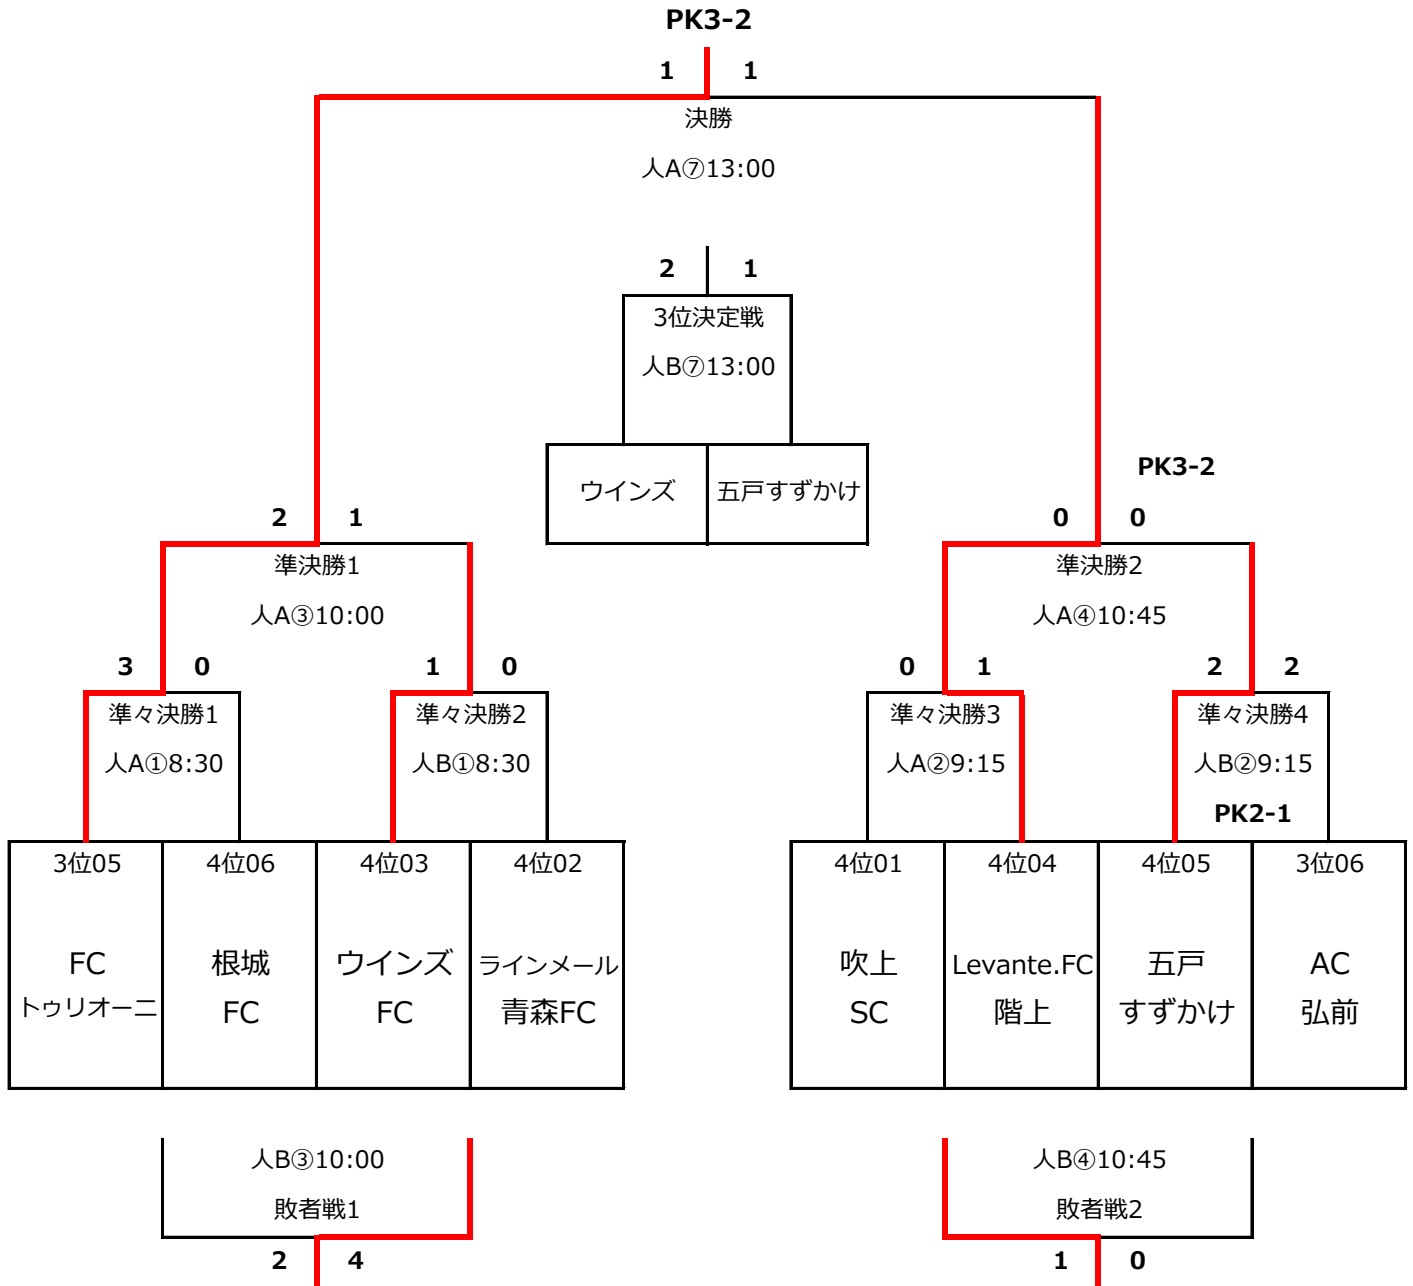 PK3-2
1 1
決勝
人A⑦13:00
2 1
3位決定戦
人B⑦13:00
ウインズ 五戸すずかけ
PK3-2
2 1 0 0
準決勝1 準決勝2
人A③10:00 人A④10:45
3 0 1 0 0 1 2 2
準々決勝1 準々決勝2 準々決勝3 準々決勝4
人A①8:30 人B①8:30 人A②9:15 人B②9:15
PK2-1
3位05 4位06 4位03 4位02 4位01 4位04 4位05 3位06
FC 根城 ウインズ ラインメール 吹上 Levante.FC 五戸 AC
トゥリオーニ FC FC 青森FC SC 階上 すずかけ 弘前
人B③10:00 人B④10:45
敗者戦1 敗者戦2
2 4 1 0